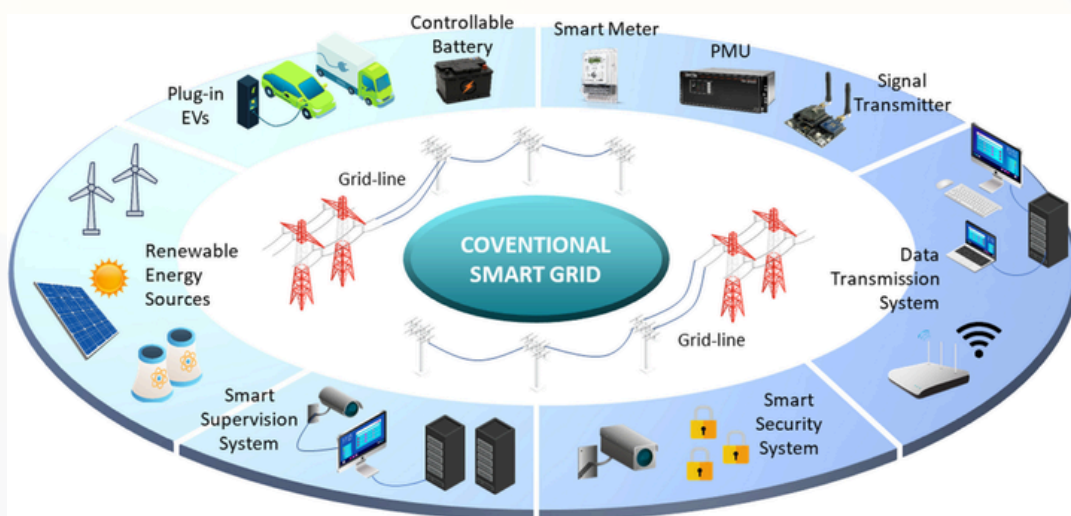 Controllable
Battery
Smart Meter
PMU
Signal
Transmitter
Plug-in
EVs
Grid-line
Renewable
Energy
Sources
COVENTIONAL
SMART GRID
Data
Transmission
System
Grid-line
Smart
Supervision
System
Smart
Security
System